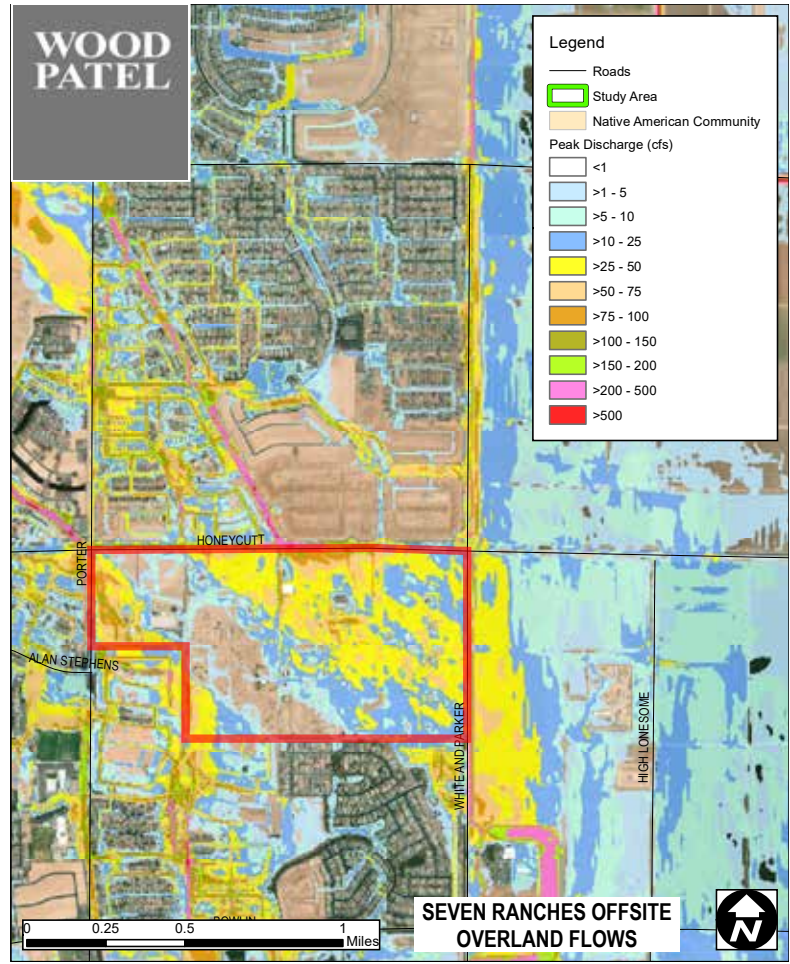 WOOD
PATEL
Legend
Roads
Study Area
Native American Community
Peak Discharge (cfs)
<1
>1 - 5
>5 - 10
>10 - 25
>25 - 50
>50 - 75
>75 - 100
>100 - 150
>150 - 200
>200 - 500
>500
HONEYCUTT
PORTER
ALAN STEPHENS
WHITE AND PARKER
HIGH LONESOME
0 0.25 0.5 1
Miles
SEVEN RANCHES OFFSITE
OVERLAND FLOWS
N